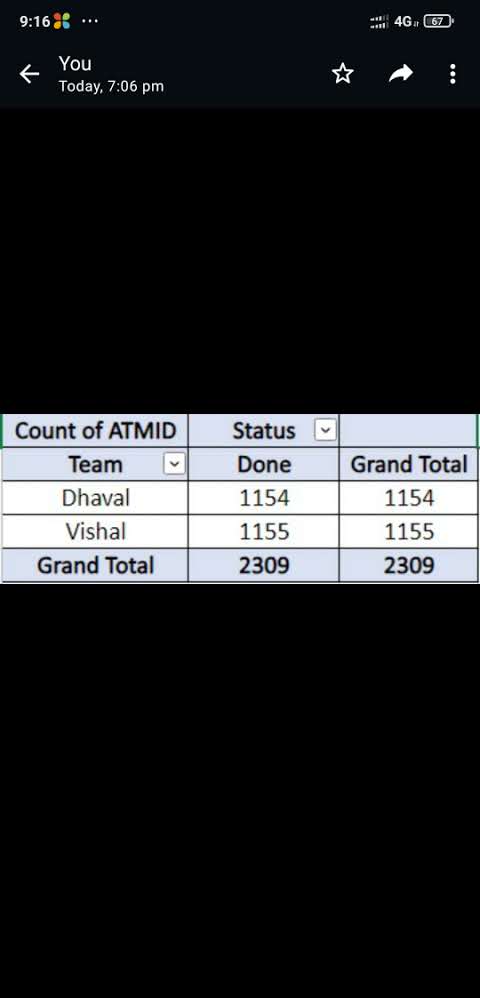 9:16 ... 4G 67
You
Today, 7:06 pm
Count of ATMID Status
Team Done Grand Total
Dhaval 1154 1154
Vishal 1155 1155
Grand Total 2309 2309